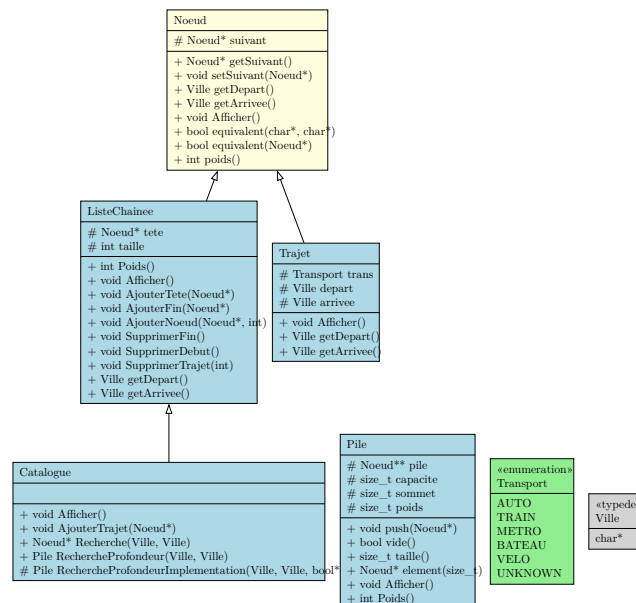 Noeud
# Noeud* suivant
+ Noeud* getSuivant()
+ void setSuivant(Noeud*)
+ Ville getDepart()
+ Ville getArrivee()
+ void Afficher()
+ bool equivalent(char*, char*)
+ bool equivalent(Noeud*)
+ int poids()
ListeChainee
# Noeud* tete
# int taille
+ int Poids()
+ void Afficher()
+ void AjouterTete(Noeud*)
+ void AjouterFin(Noeud*)
+ void AjouterNoeud(Noeud*, int)
+ void SupprimerFin()
+ void SupprimerDebut()
+ void SupprimerTrajet(int)
+ Ville getDepart()
+ Ville getArrivee()
Trajet
# Transport trans
# Ville depart
# Ville arrivee
+ void Afficher()
+ Ville getDepart()
+ Ville getArrivee()
Catalogue
+ void Afficher()
+ void AjouterTrajet(Noeud*)
+ Noeud* Recherche(Ville, Ville)
+ Pile RechercheProfondeur(Ville, Ville)
# Pile RechercheProfondeurImplementation(Ville, Ville, bool*
Pile
# Noeud** pile
# size_t capacite
# size_t sommet
# size_t poids
+ void push(Noeud*)
+ bool vide()
+ size_t taille()
+ Noeud* element(size_t)
+ void Afficher()
+ int Poids()
«enumeration»
Transport
AUTO
TRAIN
METRO
BATEAU
VELO
UNKNOWN
«typede
Ville
char*